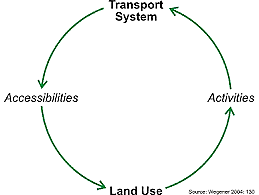 Transport
System
Accessibilities
Activities
Land Use
Source: Wegener 2004: 130